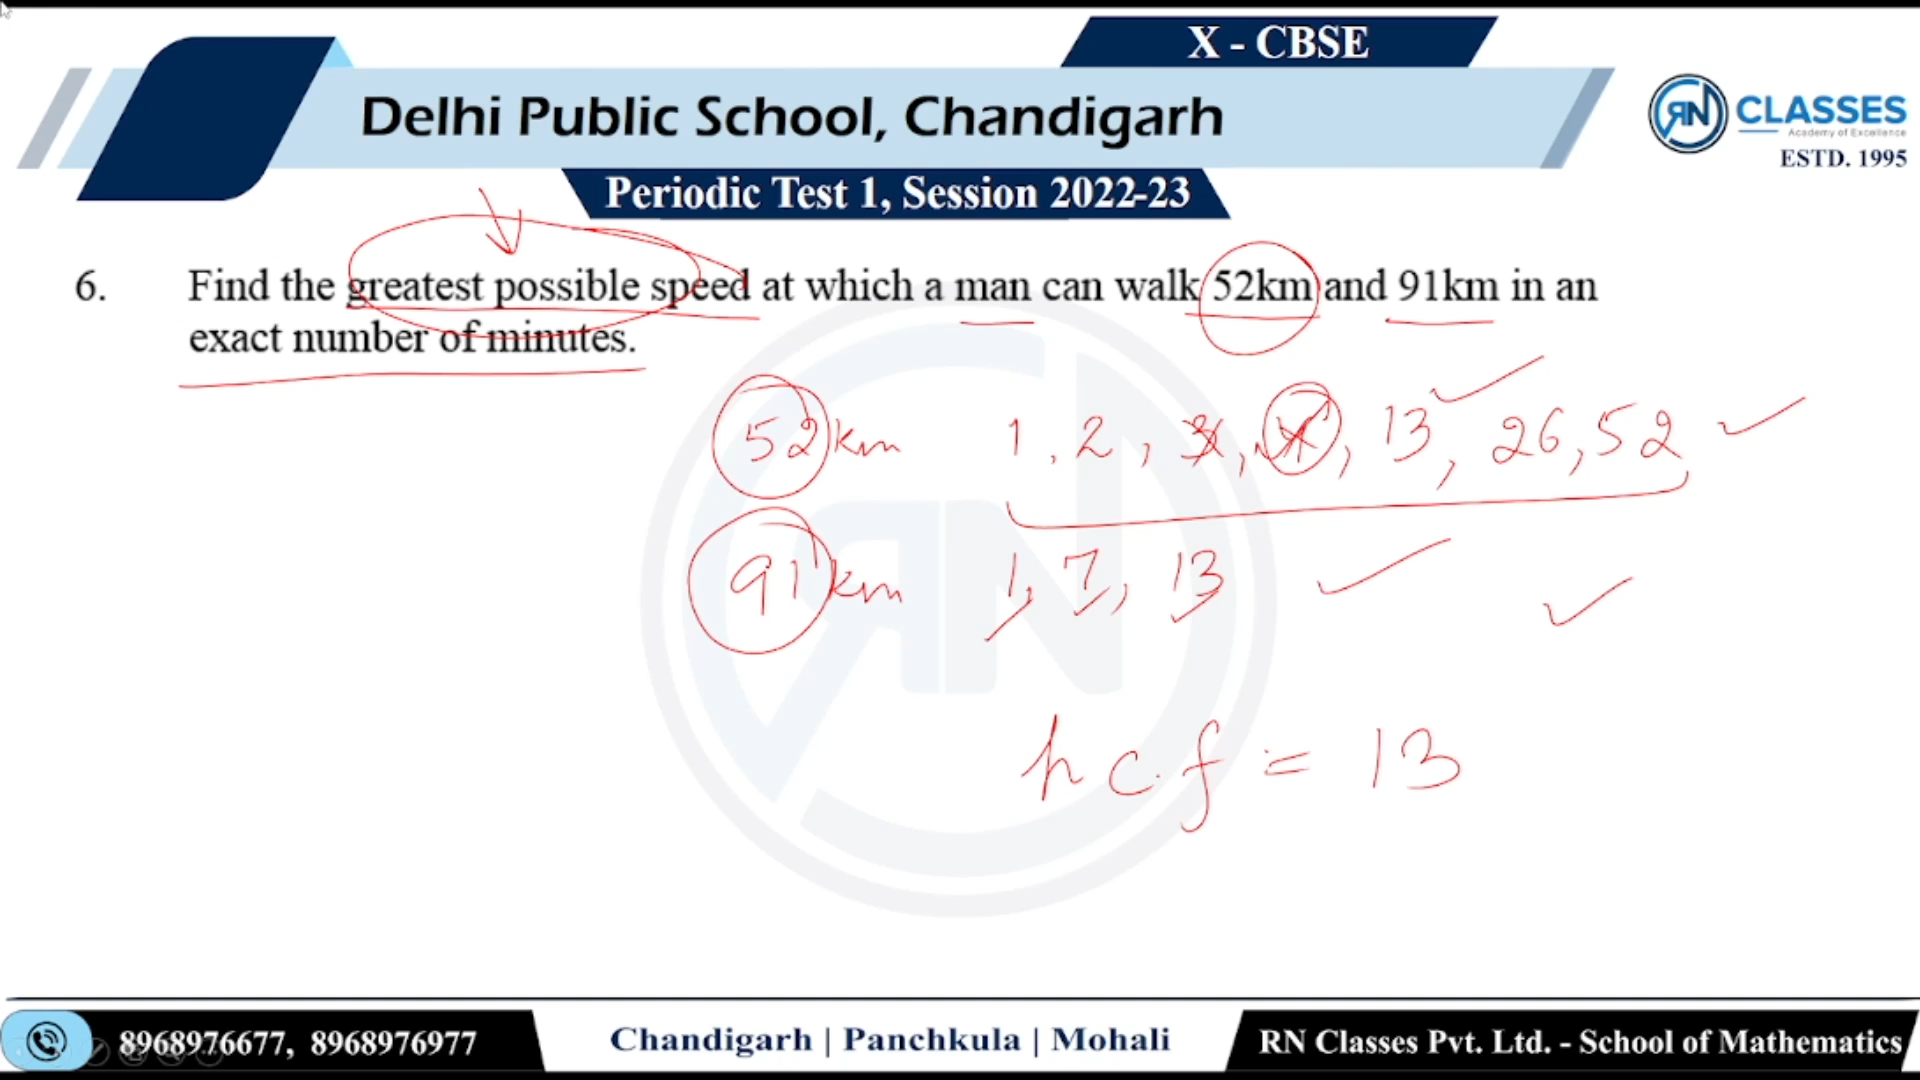 X - CBSE
Delhi Public School, Chandigarh
RN CLASSES
Academy of Excellence
ESTD. 1995
Periodic Test 1, Session 2022-23
6. Find the greatest possible speed at which a man can walk 52km and 91km in an
exact number of minutes.
52 km 1, 2, 3, 4, 13, 26, 52
91 km 1, 7, 13
RN
h c f = 13
8968976677, 8968976977
Chandigarh | Panchkula | Mohali
RN Classes Pvt. Ltd. - School of Mathematics